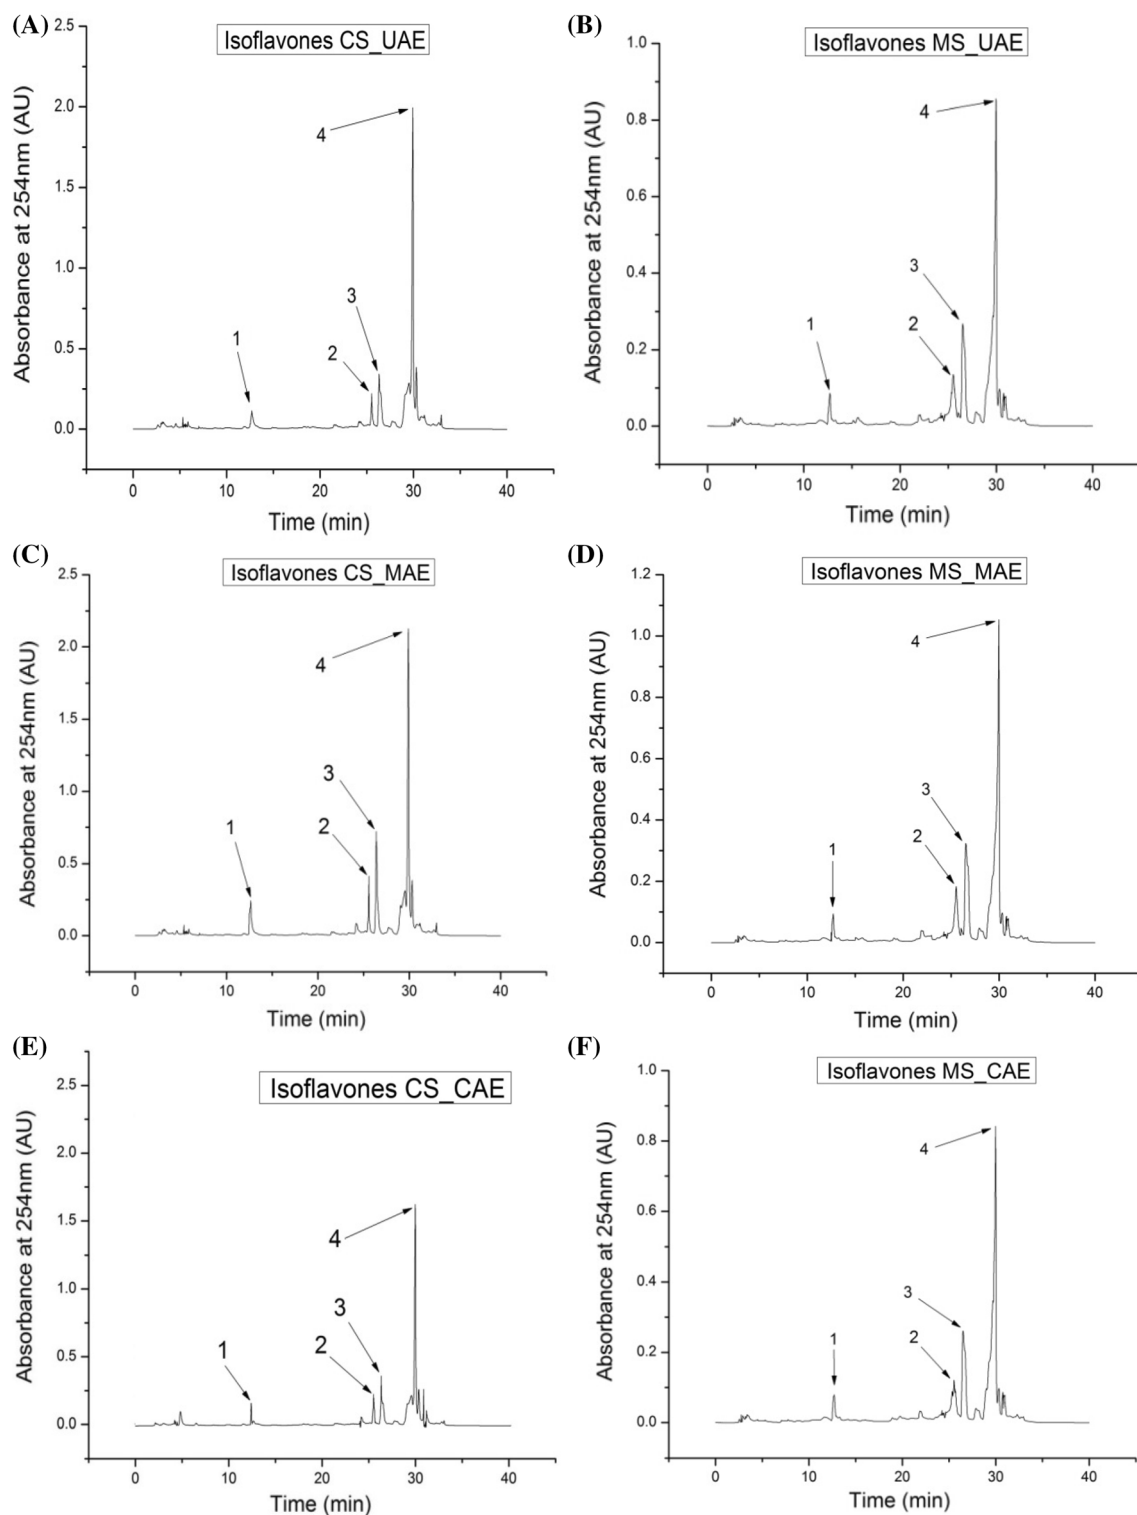 (A)
Isoflavones CS_UAE
Absorbance at 254nm (AU)
2.5
2.0
1.5
1.0
0.5
0.0
1
2
3
4
0 10 20 30 40
Time (min)
(B)
Isoflavones MS_UAE
Absorbance at 254nm (AU)
1.0
0.8
0.6
0.4
0.2
0.0
1
2
3
4
0 10 20 30 40
Time (min)
(C)
Isoflavones CS_MAE
Absorbance at 254nm (AU)
2.5
2.0
1.5
1.0
0.5
0.0
1
2
3
4
0 10 20 30 40
Time (min)
(D)
Isoflavones MS_MAE
Absorbance at 254nm (AU)
1.2
1.0
0.8
0.6
0.4
0.2
0.0
1
2
3
4
0 10 20 30 40
Time (min)
(E)
Isoflavones CS_CAE
Absorbance at 254nm (AU)
2.5
2.0
1.5
1.0
0.5
0.0
1
2
3
4
0 10 20 30 40
Time (min)
(F)
Isoflavones MS_CAE
Absorbance at 254nm (AU)
1.0
0.8
0.6
0.4
0.2
0.0
1
2
3
4
0 10 20 30 40
Time (min)